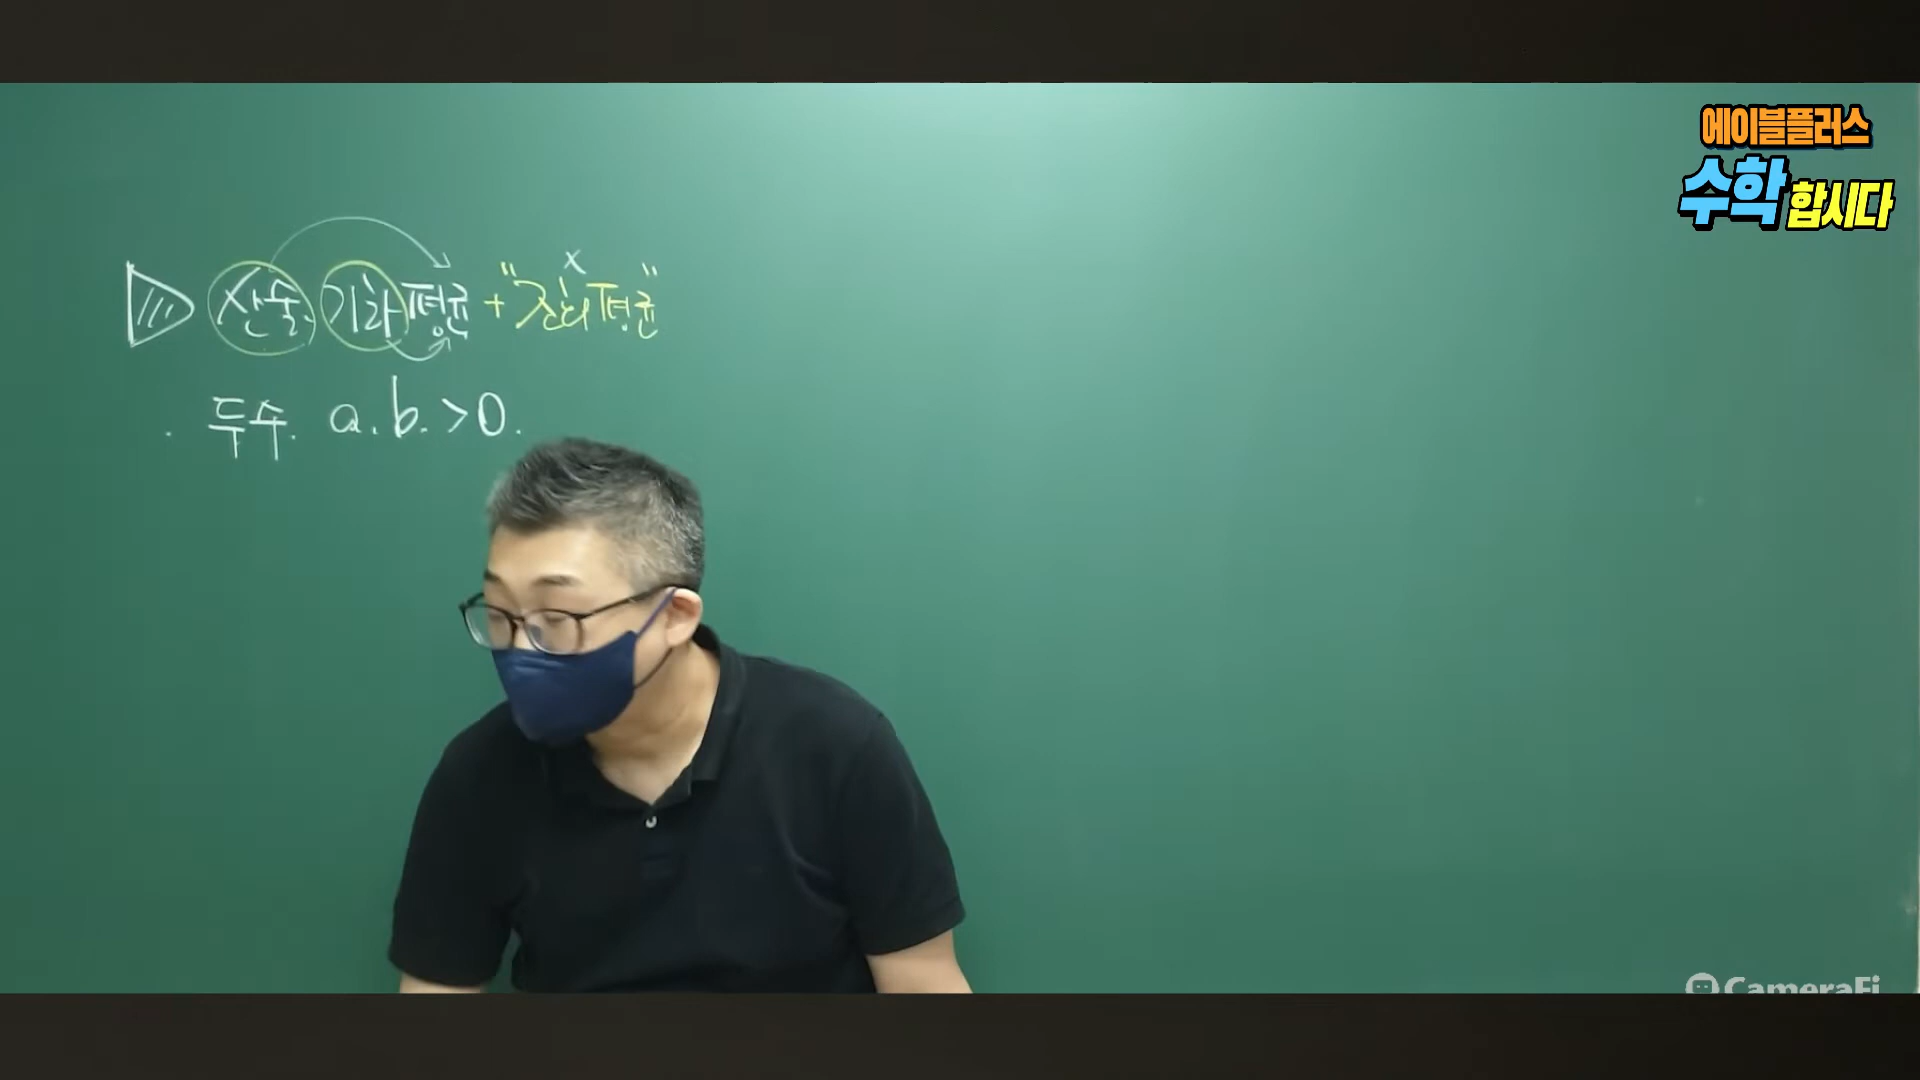 에이블플러스
수학 합시다
산술 기하평균 + "조화평균"
x
두수. a. b. >0.
CameraFi